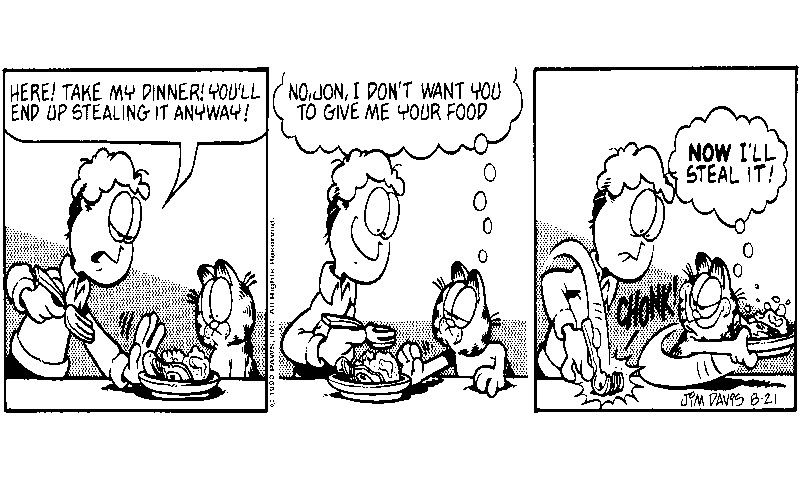 HERE! TAKE MY DINNER! YOU'LL
END UP STEALING IT ANYWAY!
NO, JON, I DON'T WANT YOU
TO GIVE ME YOUR FOOD
NOW I'LL
STEAL IT!
CHONK!
JIM DAVIS 8-21